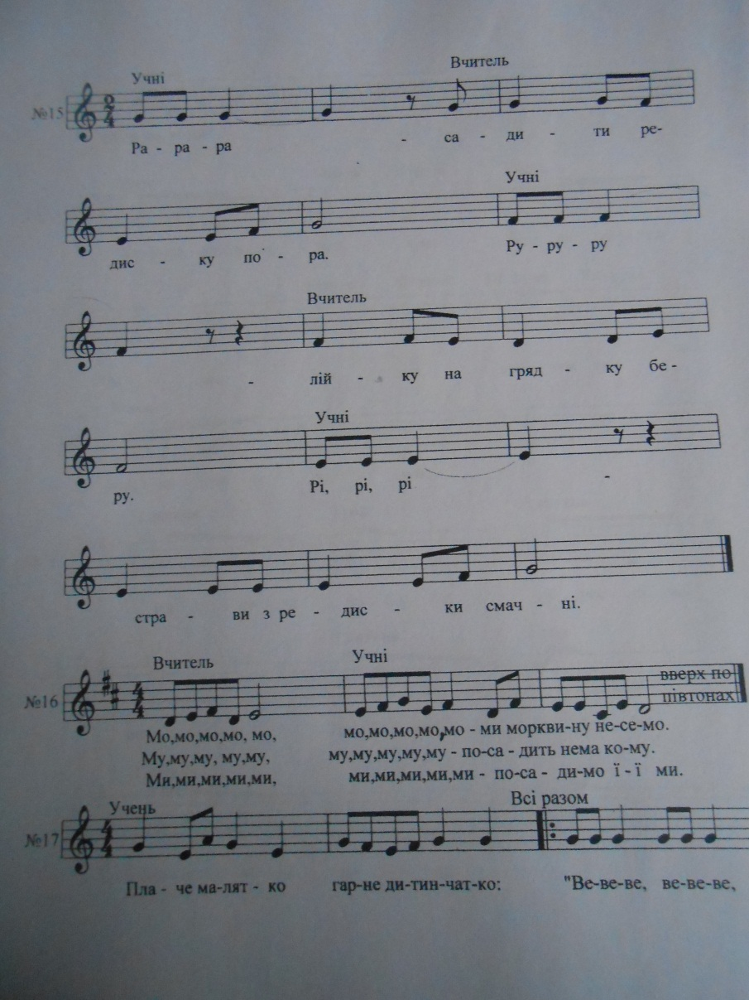 Учні Вчитель
№15
Ра - ра - ра - са - ди - ти ре-
Учні
дис - ку по - ра. Ру - ру - ру
Вчитель
- лій - ку на гряд - ку бе -
Учні
ру. Рі, рі, рі -
стра - ви з ре - дис - ки смач - ні.
Вчитель Учні
вверх по
№16 півтонах
Мо,мо,мо,мо, мо, мо,мо,мо,мо,мо - ми моркви-ну не-се-мо.
Му,му,му, му,му, му,му,му,му,му - по-са - дить нема ко-му.
Ми,ми,ми,ми,ми, ми,ми,ми,ми,ми - по-са - ди-мо ї - ї ми.
Учень Всі разом
№17
Пла - че ма-лят - ко гар-не ди-тин-чат-ко: "Ве-ве-ве, ве-ве-ве,